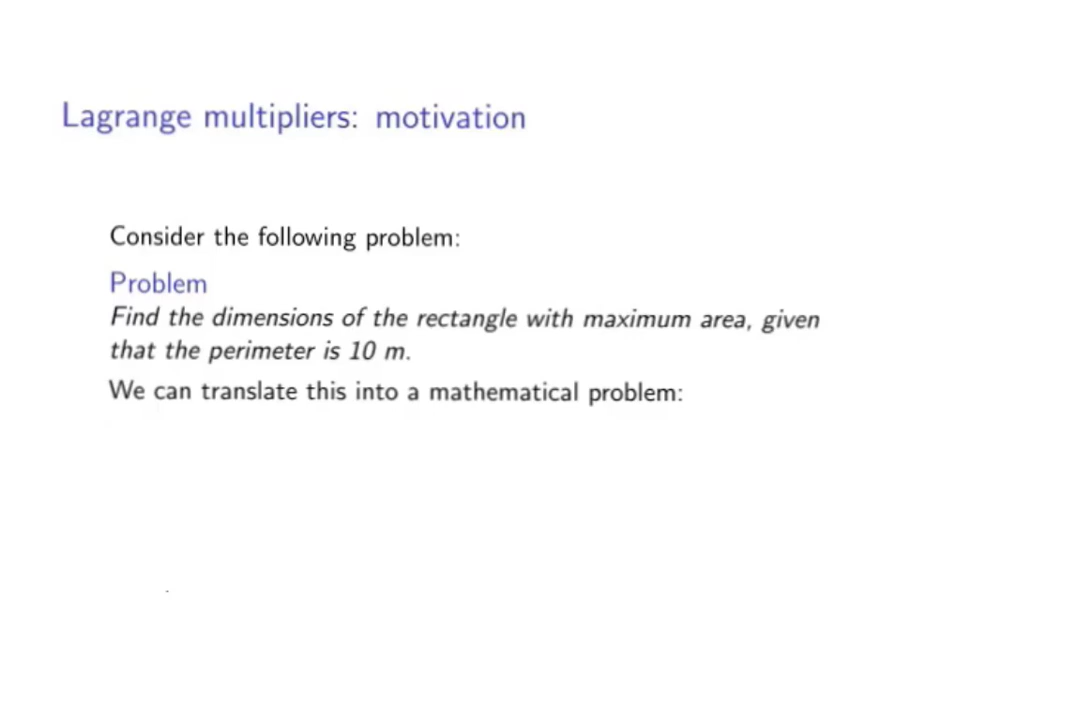 Lagrange multipliers: motivation
Consider the following problem:
Problem
Find the dimensions of the rectangle with maximum area, given
that the perimeter is 10 m.
We can translate this into a mathematical problem: